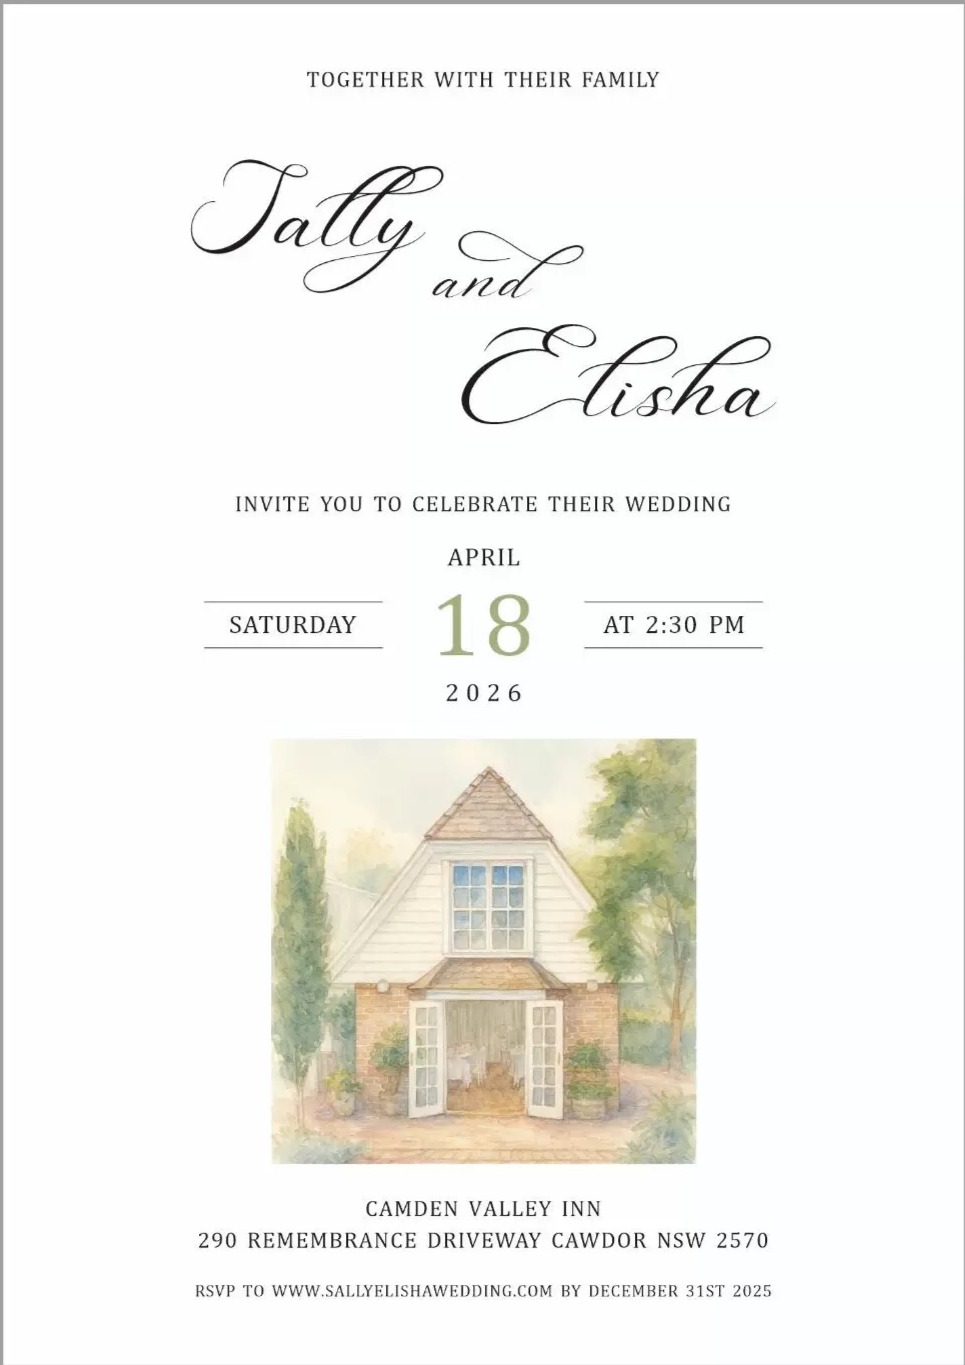 TOGETHER WITH THEIR FAMILY
Sally
and
Elisha
INVITE YOU TO CELEBRATE THEIR WEDDING
APRIL
SATURDAY 18 AT 2:30 PM
2026
CAMDEN VALLEY INN
290 REMEMBRANCE DRIVEWAY CAWDOR NSW 2570
RSVP TO WWW.SALLYELISHAWEDDING.COM BY DECEMBER 31ST 2025